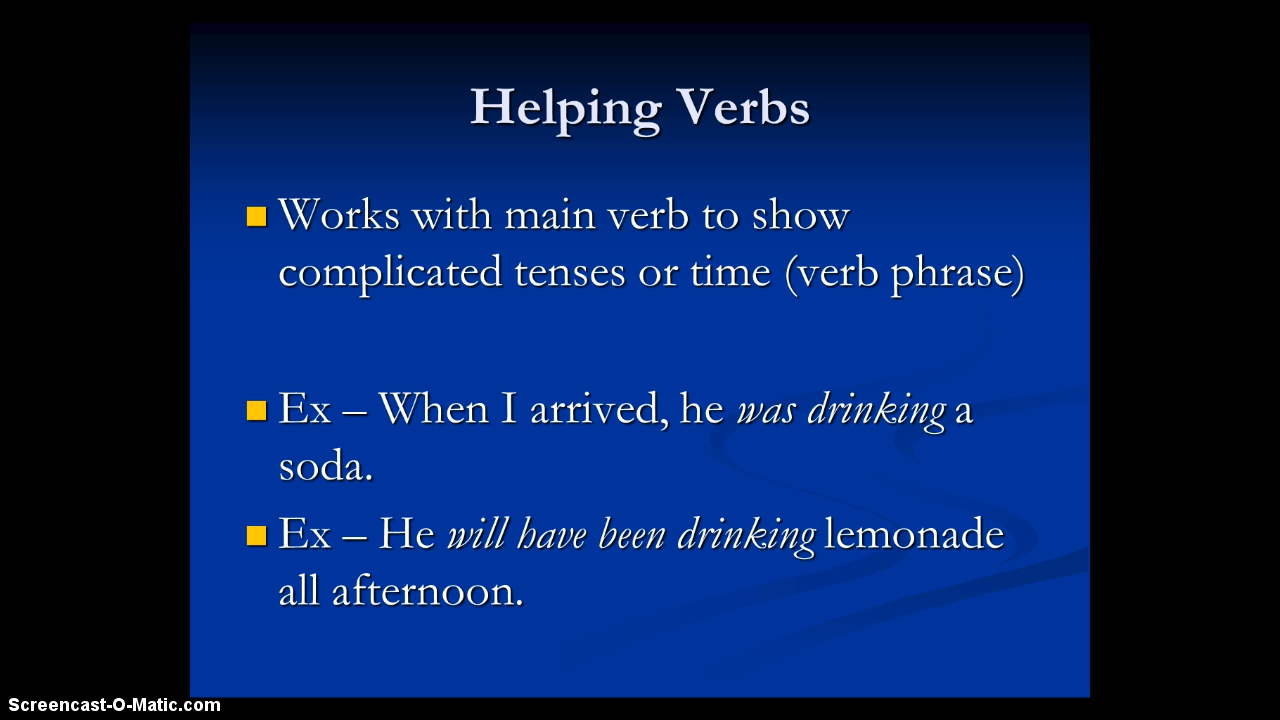 Helping Verbs
Works with main verb to show
complicated tenses or time (verb phrase)
Ex – When I arrived, he was drinking a
soda.
Ex – He will have been drinking lemonade
all afternoon.
Screencast-O-Matic.com